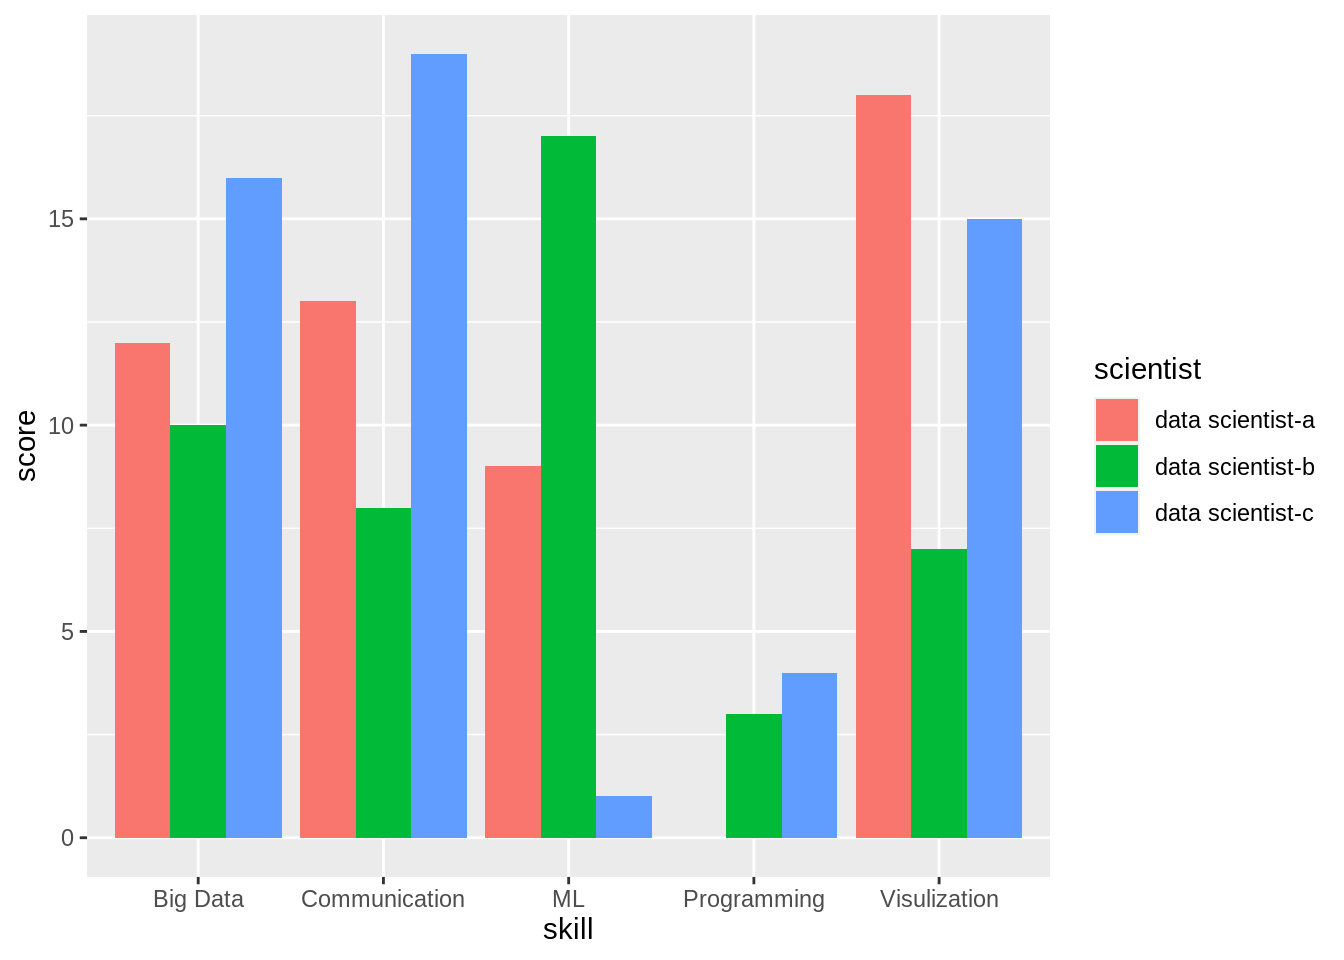 15
10
5
0
score
Big Data
Communication
ML
Programming
Visulization
skill
scientist
data scientist-a
data scientist-b
data scientist-c